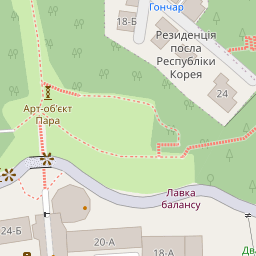 18-Б
Гончар
Резиденція
посла
Республіки
Корея
24
Арт-об'єкт
Пара
Лавка
балансу
24-Б
20-А
18-А